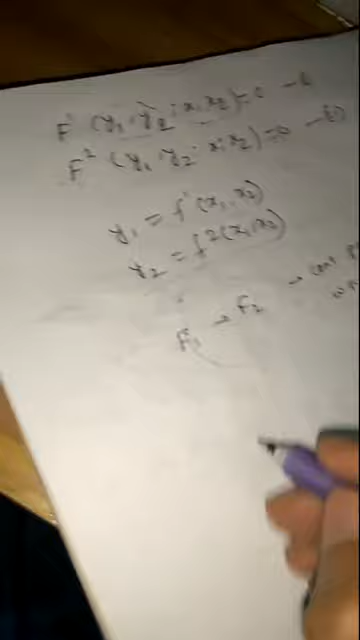 F¹ (y₁, y₂; x₁, x₂) = 0 -
F² (y₁, y₂; x₁, x₂) = 0 -
y₁ = f¹(x₁, x₂)
y₂ = f²(x₁, x₂)
F₁ → F₂ →